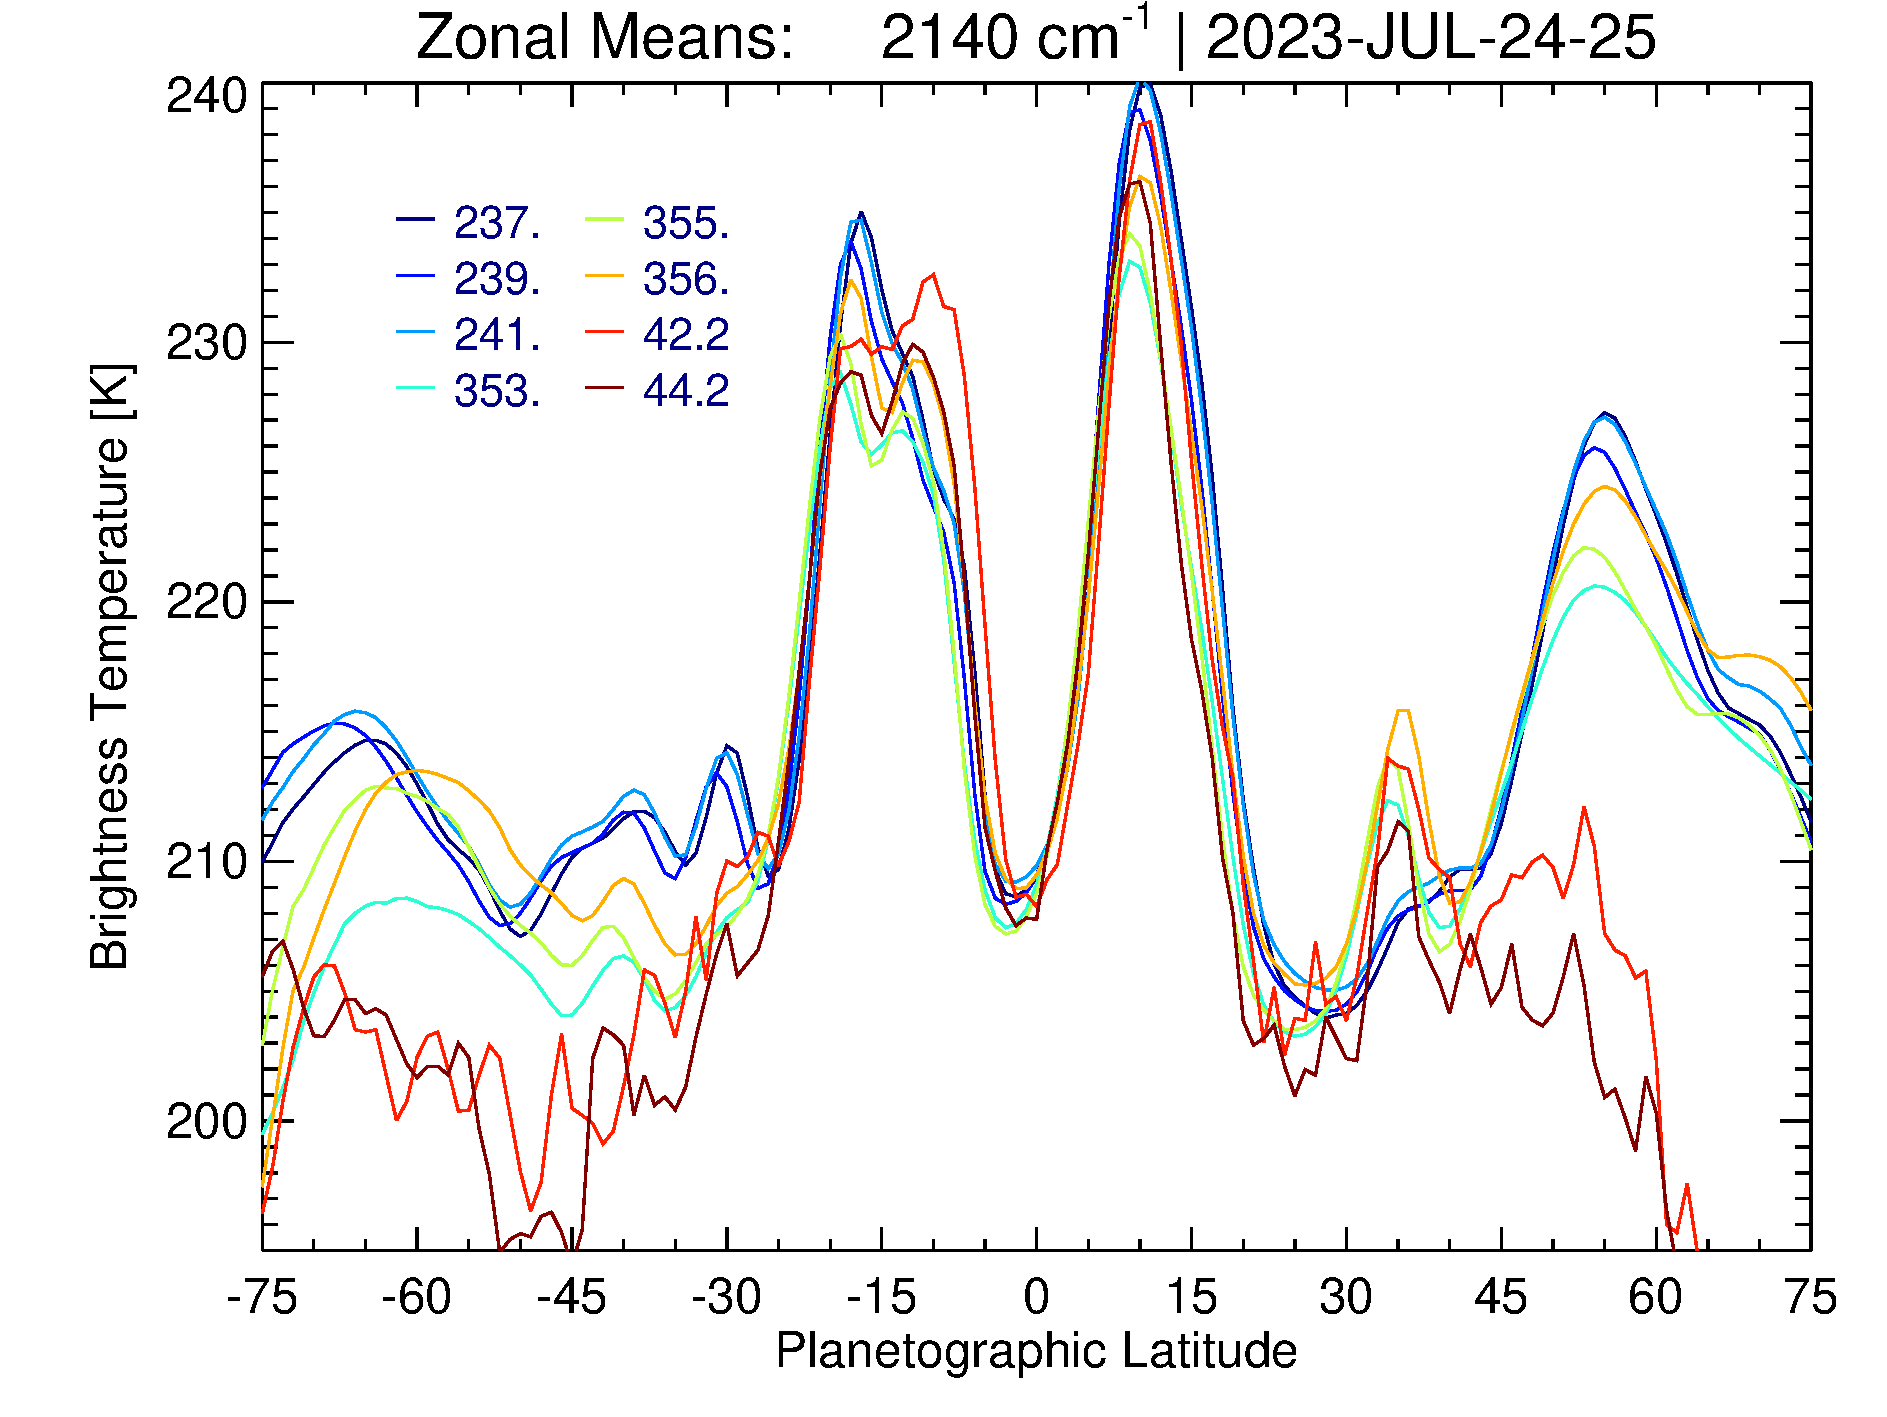 Zonal Means: 2140 cm-1 | 2023-JUL-24-25
240
230
220
210
200
Brightness Temperature [K]
237. 355.
239. 356.
241. 42.2
353. 44.2
-75 -60 -45 -30 -15 0 15 30 45 60 75
Planetographic Latitude